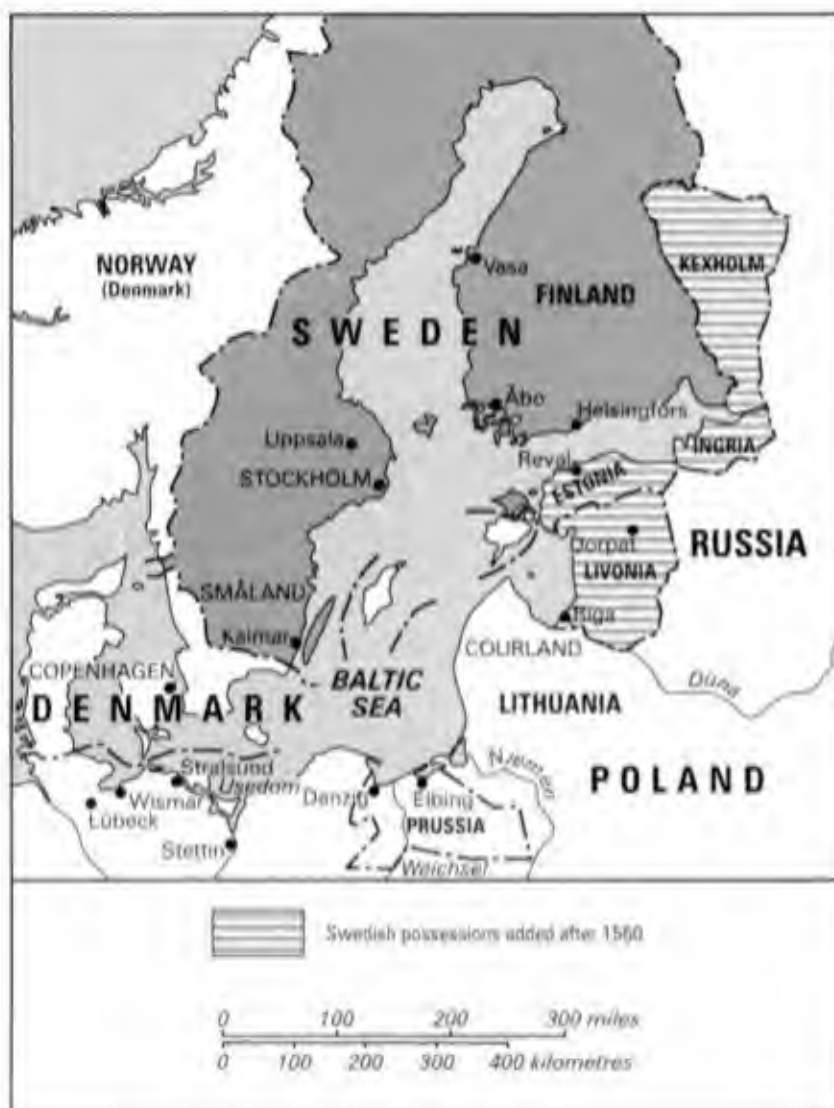 NORWAY
(Denmark)
KEXHOLM
Vasa
FINLAND
SWEDEN
Åbo
Helsingfors
Uppsala
INGRIA
Reval
STOCKHOLM
ESTONIA
RUSSIA
Dorpat
LIVONIA
SMÅLAND
Riga
Kalmar
COURLAND
COPENHAGEN
BALTIC
SEA
Düna
DENMARK
LITHUANIA
Niemen
POLAND
Stralsund
Usedom
Danzig
Elbing
Wismar
Lübeck
PRUSSIA
Stettin
Weichsel
Swedish possessions added after 1560
0 100 200 300 miles
0 100 200 300 400 kilometres